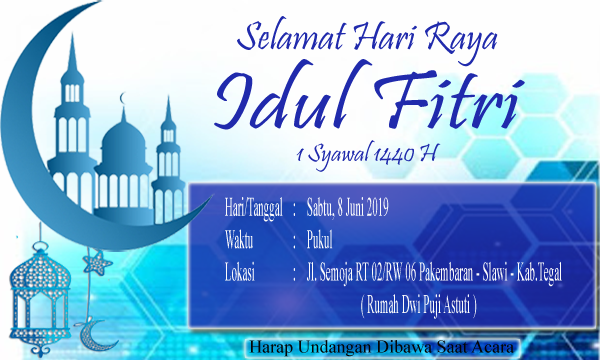 Selamat Hari Raya
Idul Fitri
1 Syawal 1440 H
Hari/Tanggal : Sabtu, 8 Juni 2019
Waktu : Pukul
Lokasi : Jl. Semoja RT 02/RW 06 Pakembaran - Slawi - Kab.Tegal
( Rumah Dwi Puji Astuti )
Harap Undangan Dibawa Saat Acara